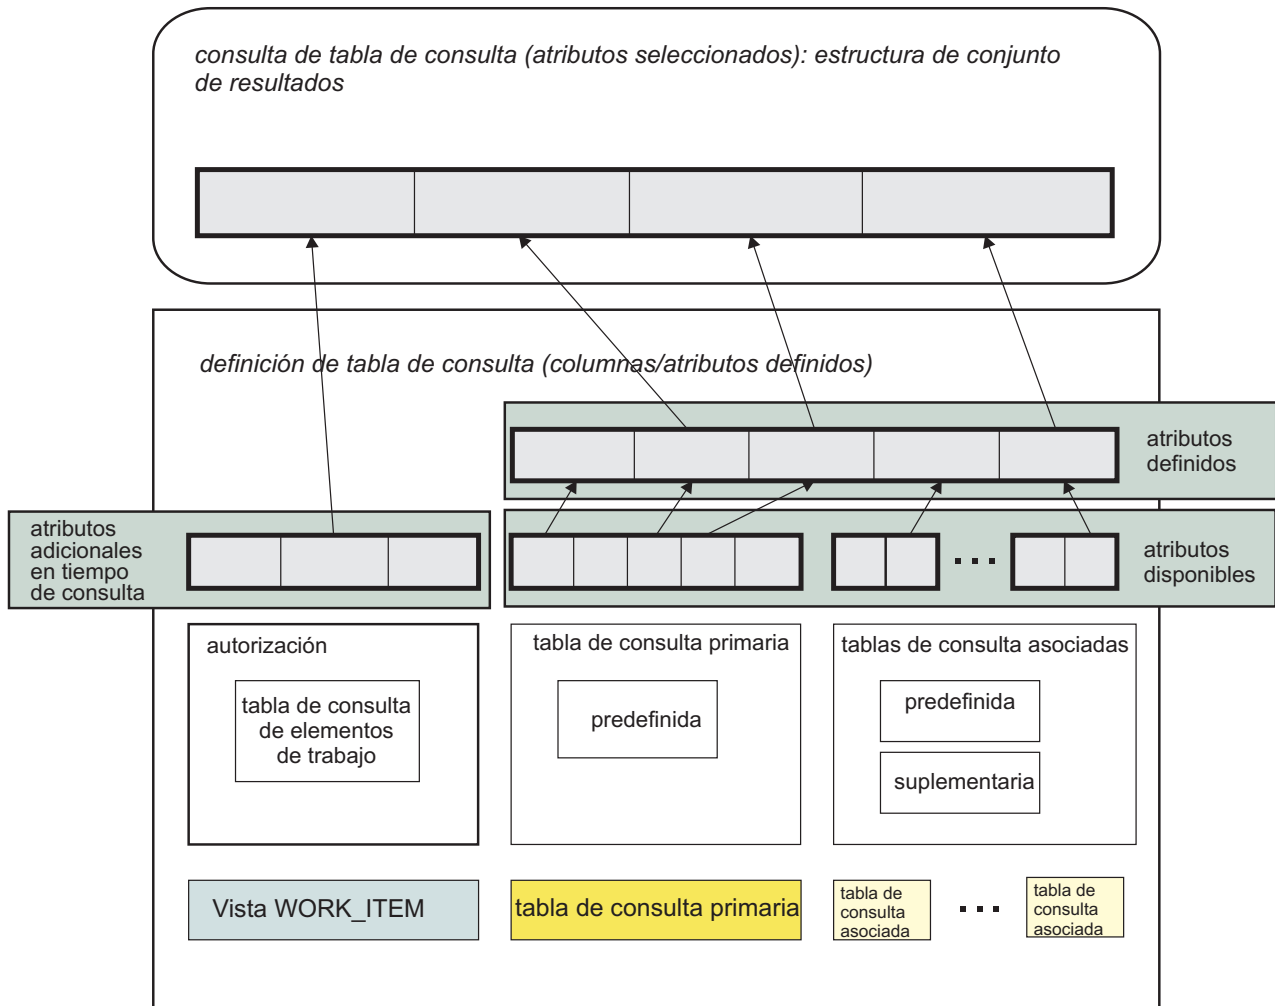 consulta de tabla de consulta (atributos seleccionados): estructura de conjunto
de resultados
definición de tabla de consulta (columnas/atributos definidos)
atributos
definidos
atributos
adicionales
en tiempo
de consulta
atributos
disponibles
autorización
tabla de consulta
de elementos
de trabajo
tabla de consulta primaria
predefinida
tablas de consulta asociadas
predefinida
suplementaria
Vista WORK_ITEM
tabla de consulta primaria
tabla de
consulta
asociada
tabla de
consulta
asociada